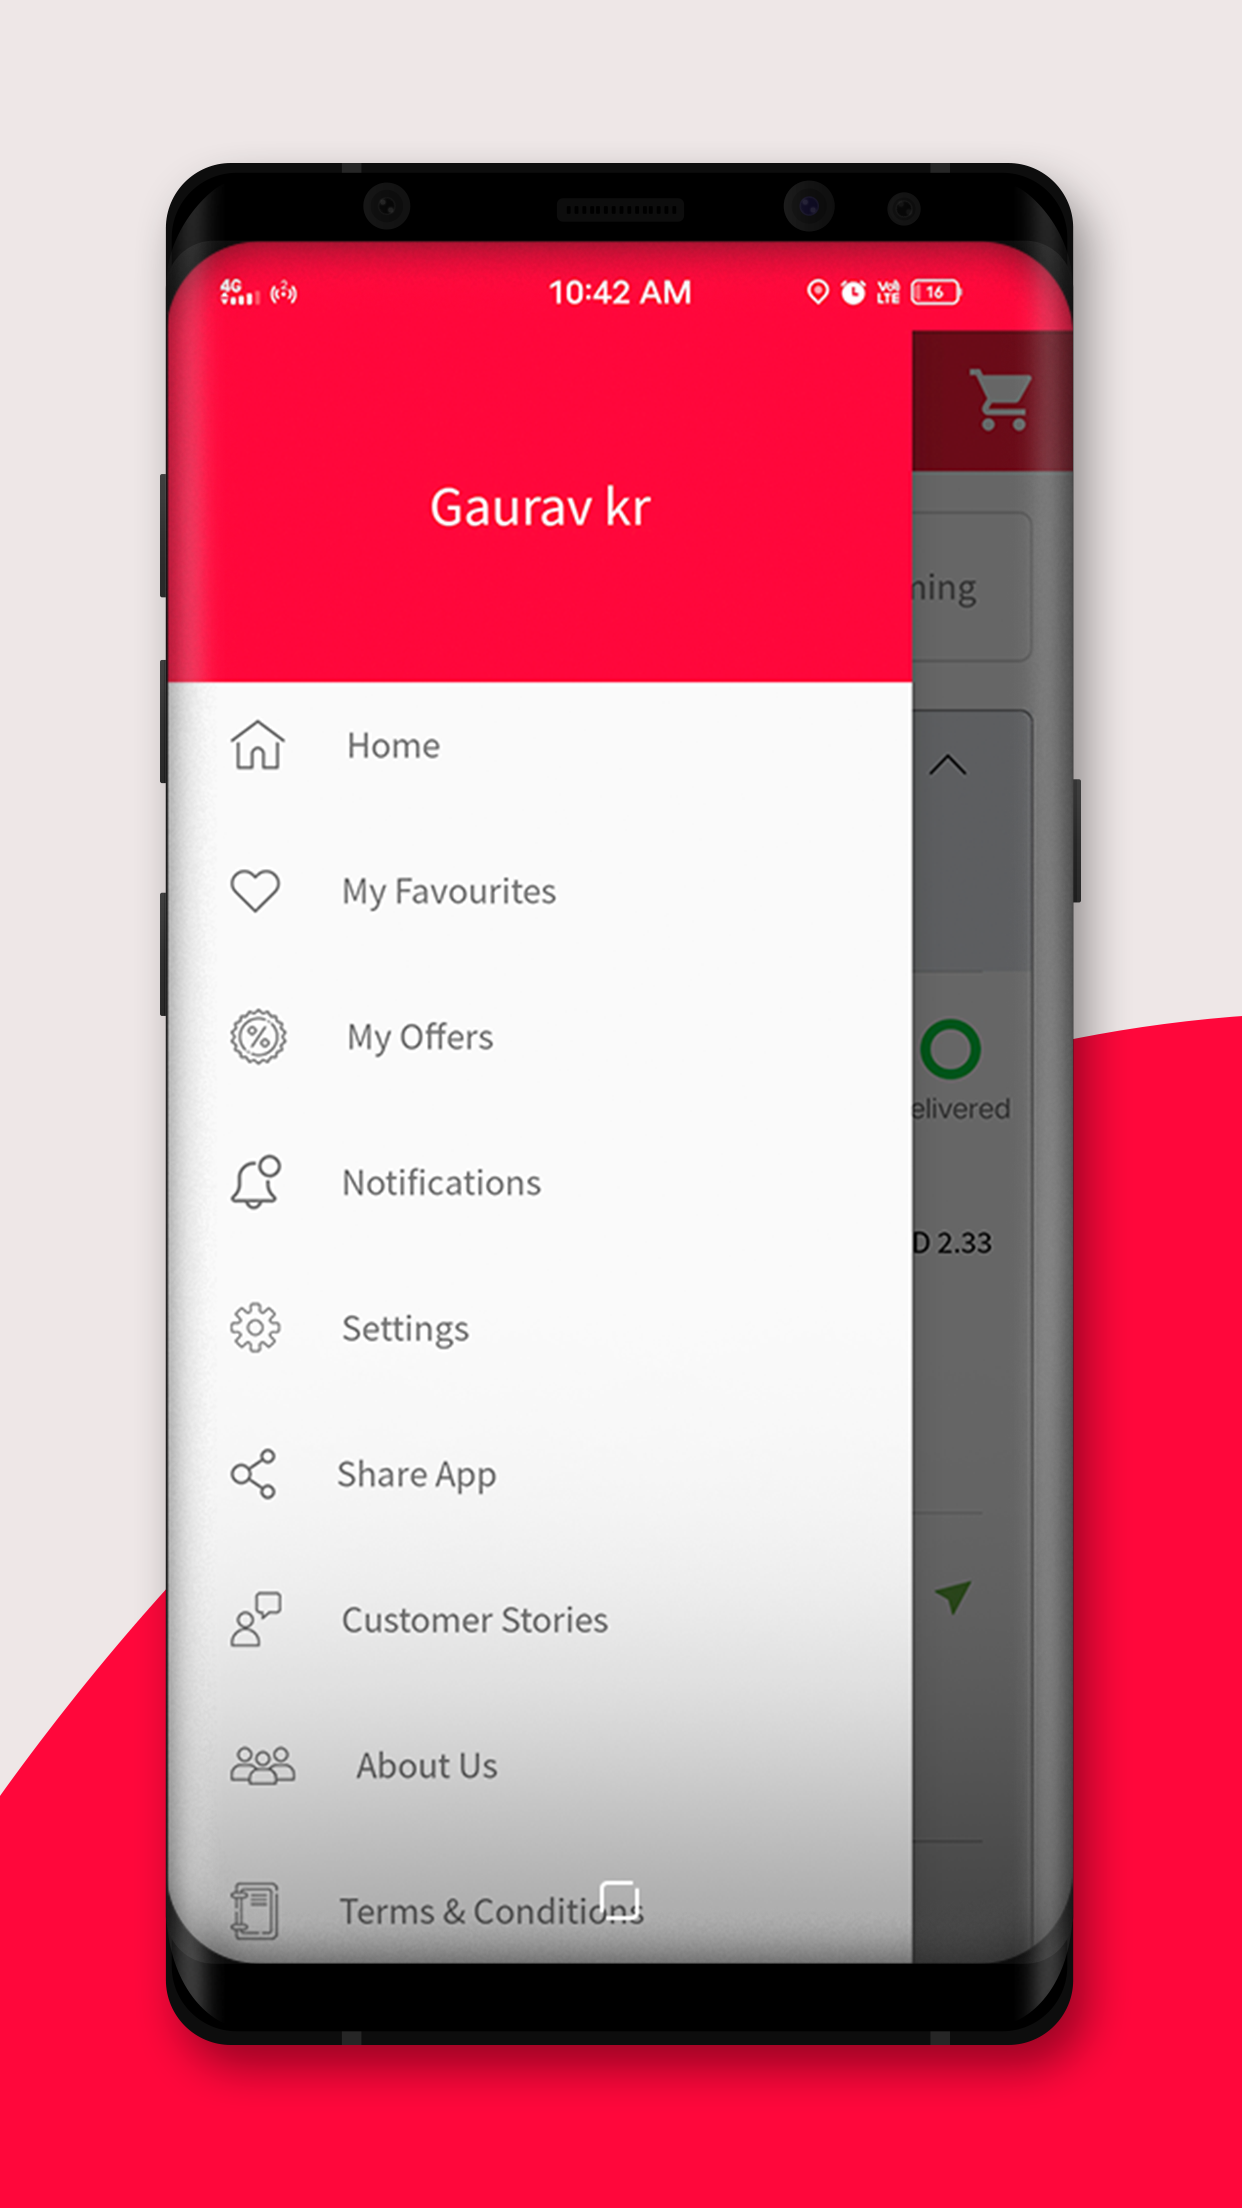 4G 2 10:42 AM Vo)) LTE 16
Gaurav kr
ning
Home
My Favourites
My Offers
elivered
Notifications
D 2.33
Settings
Share App
Customer Stories
About Us
Terms & Conditions